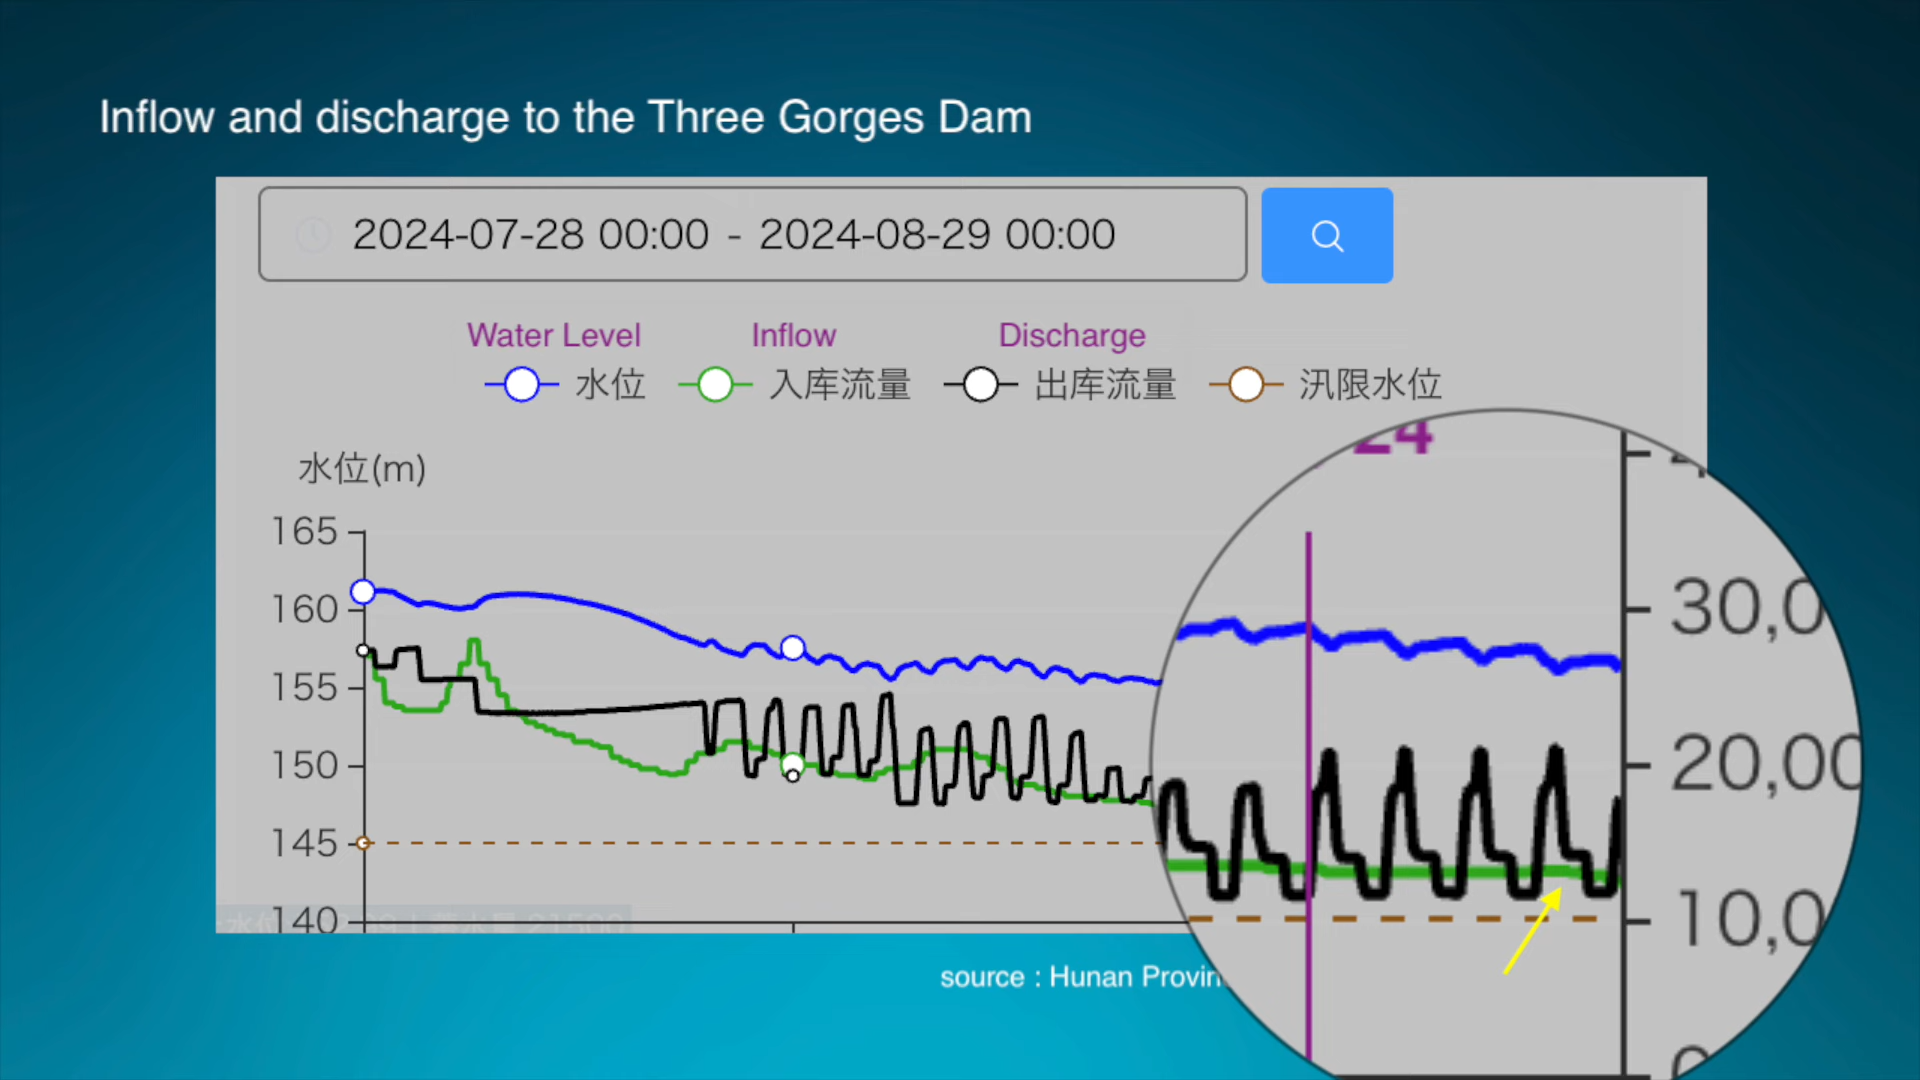 Inflow and discharge to the Three Gorges Dam
2024-07-28 00:00 - 2024-08-29 00:00
Water Level Inflow Discharge
水位 入库流量 出库流量 汛限水位
24
水位(m)
165
160
155
150
145
140
30,0
20,00
10,0
0
source : Hunan Provin